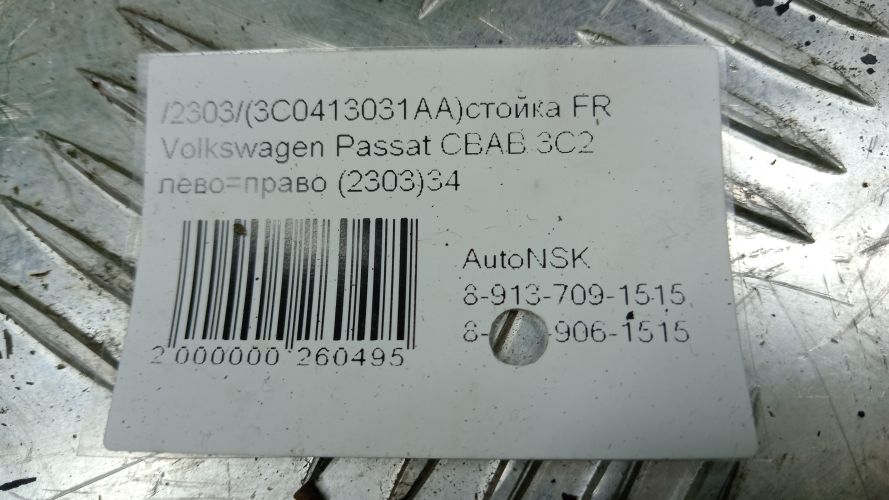 /2303/(3C0413031AA)стойка FR
Volkswagen Passat CBAB 3C2
лево=право (2303)34
AutoNSK
8-913-709-1515
8- -906-1515
2 000000 260495